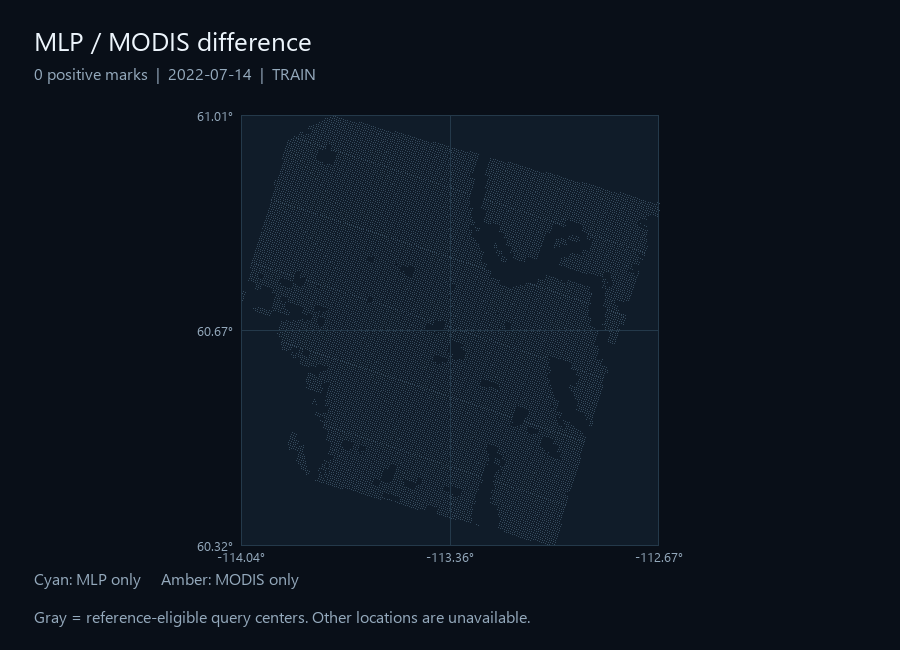 MLP / MODIS difference
0 positive marks | 2022-07-14 | TRAIN
61.01°
60.67°
60.32°
-114.04° -113.36° -112.67°
Cyan: MLP only Amber: MODIS only
Gray = reference-eligible query centers. Other locations are unavailable.